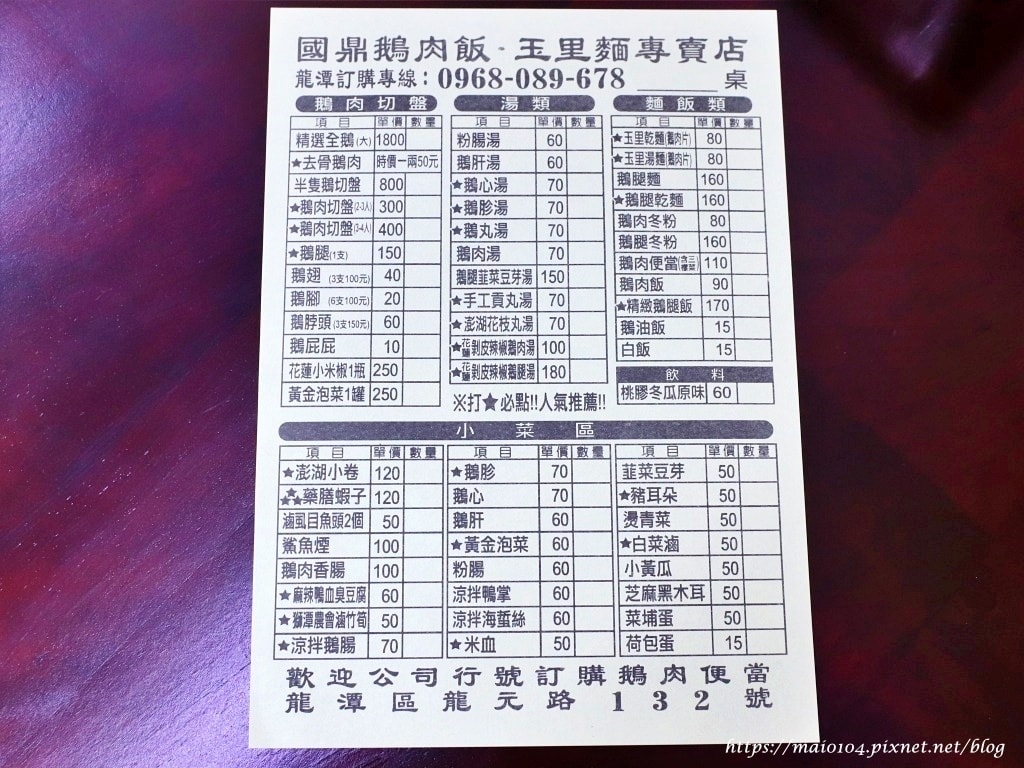 國鼎鵝肉飯·玉里麵專賣店
龍潭訂購專線:0968-089-678 ______桌
鵝肉切盤
項目 單價 數量
精選全鵝(大) 1800
★去骨鵝肉 時價一兩50元
半隻鵝切盤 800
★鵝肉切盤(2-3人) 300
★鵝肉切盤(3-4人) 400
★鵝腿(1支) 150
鵝翅 (3支100元) 40
鵝腳 (6支100元) 20
鵝脖頭(3支150元) 60
鵝屁屁 10
花蓮小米椒1瓶 250
黃金泡菜1罐 250
湯類
項目 單價 數量
粉腸湯 60
鵝肝湯 60
★鵝心湯 70
★鵝胗湯 70
★鵝丸湯 70
鵝肉湯 70
鵝腿韮菜豆芽湯 150
★手工貢丸湯 70
★澎湖花枝丸湯 70
★花蓮剝皮辣椒鵝肉湯 100
★花蓮剝皮辣椒鵝腿湯 180
※打★必點!!人氣推薦!!
麵飯類
項目 單價 數量
★玉里乾麵(鵝肉片) 80
★玉里湯麵(鵝肉片) 80
鵝腿麵 160
★鵝腿乾麵 160
鵝肉冬粉 80
鵝腿冬粉 160
鵝肉便當(含三樣菜) 110
鵝肉飯 90
★精緻鵝腿飯 170
鵝油飯 15
白飯 15
飲料
桃膠冬瓜原味 60
小菜區
項目 單價 數量
★澎湖小卷 120
★★★藥膳蝦子 120
滷虱目魚頭2個 50
鯊魚煙 100
鵝肉香腸 100
★麻辣鴨血臭豆腐 60
★獅潭農會滷竹筍 50
★涼拌鵝腸 70
項目 單價 數量
★鵝胗 70
鵝心 70
鵝肝 60
★黃金泡菜 60
粉腸 60
涼拌鴨掌 60
涼拌海蜇絲 60
★米血 50
項目 單價 數量
韮菜豆芽 50
★豬耳朵 50
燙青菜 50
★白菜滷 50
小黃瓜 50
芝麻黑木耳 50
菜埔蛋 50
荷包蛋 15
歡迎公司行號訂購鵝肉便當
龍潭區龍元路132號
https://maio104.pixnet.net/blog